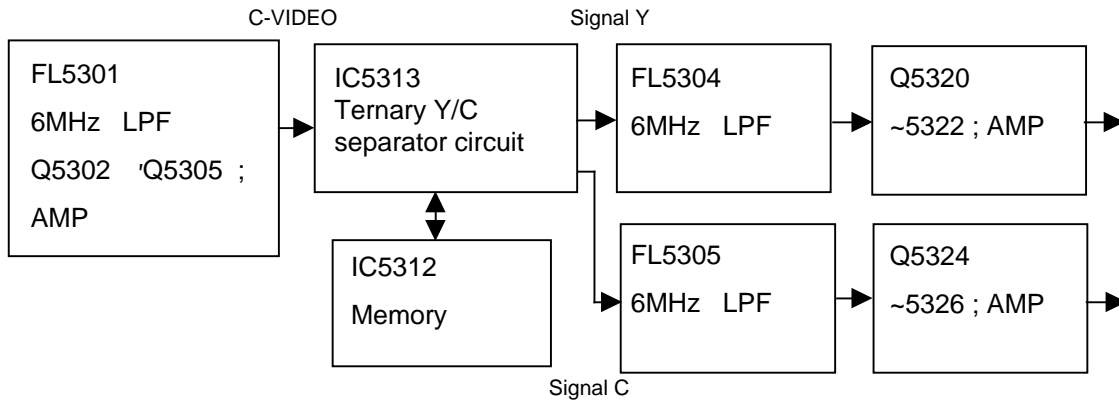 C-VIDEO
Signal Y
FL5301
6MHz LPF
Q5302 'Q5305 ;
AMP
IC5313
Ternary Y/C
separator circuit
FL5304
6MHz LPF
Q5320
~5322 ; AMP
IC5312
Memory
FL5305
6MHz LPF
Q5324
~5326 ; AMP
Signal C